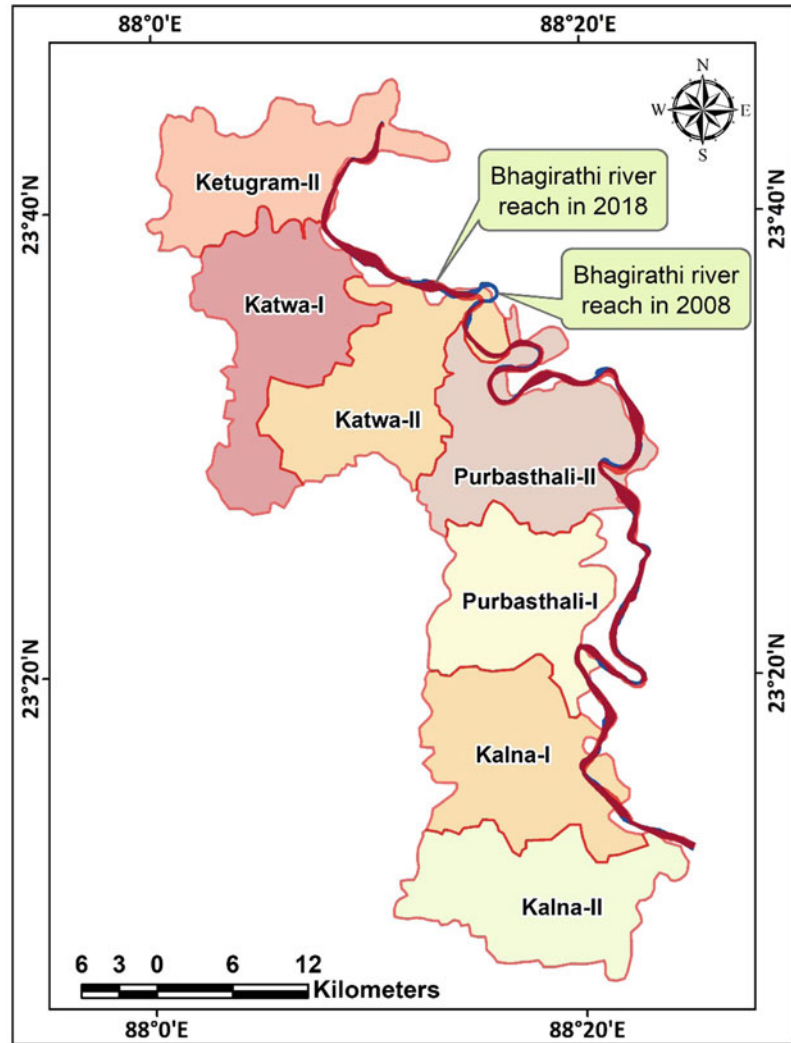 88°0'E
88°20'E
N
W
E
S
23°40'N
23°40'N
Ketugram-II
Bhagirathi river
reach in 2018
Bhagirathi river
reach in 2008
Katwa-I
Katwa-II
Purbasthali-II
Purbasthali-I
23°20'N
23°20'N
Kalna-I
Kalna-II
6 3 0 6 12
Kilometers
88°0'E
88°20'E